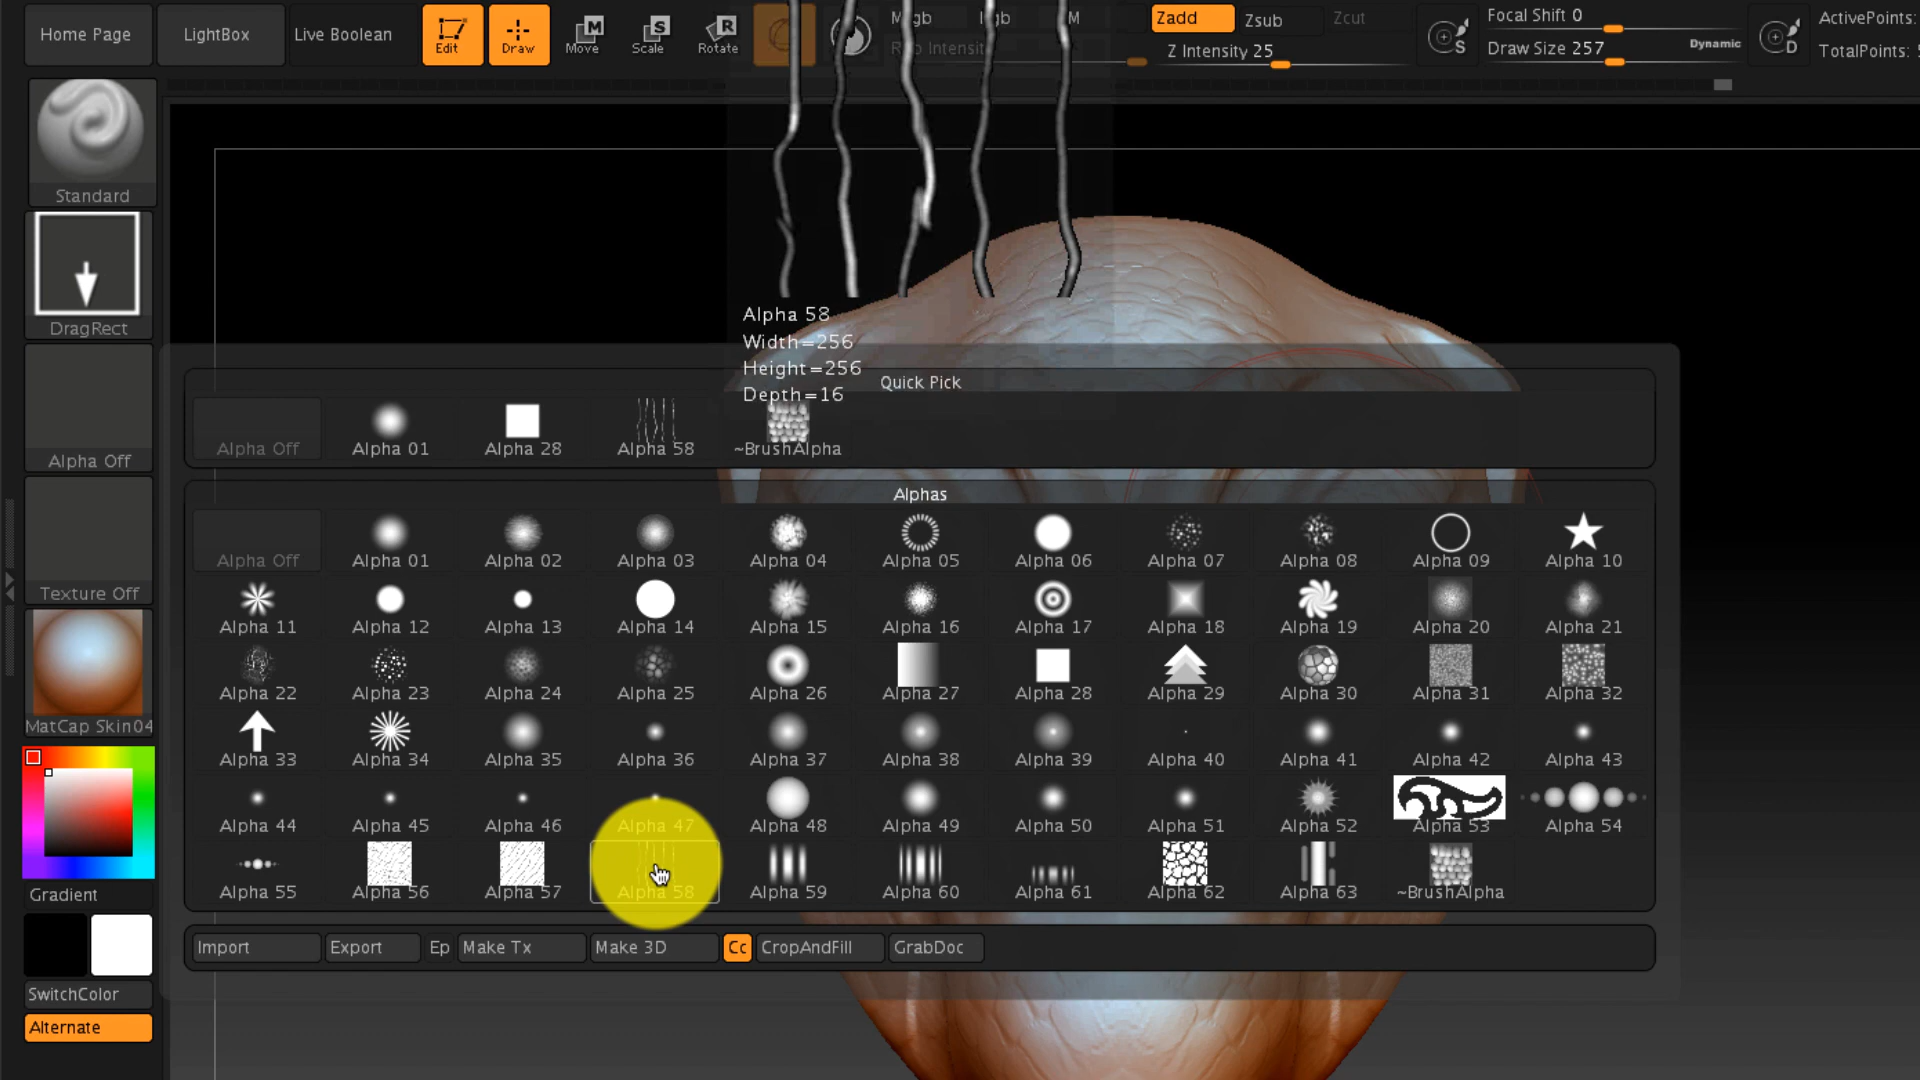 Home Page
LightBox
Live Boolean
Edit
Draw
M
Move
S
Scale
R
Rotate
M
Zadd
Zsub
Zcut
Z Intensity 25
S
Focal Shift 0
Draw Size 257
Dynamic
D
ActivePoints:
TotalPoints:
Standard
DragRect
Alpha Off
Texture Off
MatCap Skin04
Gradient
SwitchColor
Alternate
Alpha 58
Width=256
Height=256
Depth=16
Quick Pick
Alpha Off
Alpha 01
Alpha 28
Alpha 58
~BrushAlpha
Alphas
Alpha Off
Alpha 01
Alpha 02
Alpha 03
Alpha 04
Alpha 05
Alpha 06
Alpha 07
Alpha 08
Alpha 09
Alpha 10
Alpha 11
Alpha 12
Alpha 13
Alpha 14
Alpha 15
Alpha 16
Alpha 17
Alpha 18
Alpha 19
Alpha 20
Alpha 21
Alpha 22
Alpha 23
Alpha 24
Alpha 25
Alpha 26
Alpha 27
Alpha 28
Alpha 29
Alpha 30
Alpha 31
Alpha 32
Alpha 33
Alpha 34
Alpha 35
Alpha 36
Alpha 37
Alpha 38
Alpha 39
Alpha 40
Alpha 41
Alpha 42
Alpha 43
Alpha 44
Alpha 45
Alpha 46
Alpha 47
Alpha 48
Alpha 49
Alpha 50
Alpha 51
Alpha 52
Alpha 53
Alpha 54
Alpha 55
Alpha 56
Alpha 57
Alpha 58
Alpha 59
Alpha 60
Alpha 61
Alpha 62
Alpha 63
~BrushAlpha
Import
Export
Ep
Make Tx
Make 3D
Cc
CropAndFill
GrabDoc